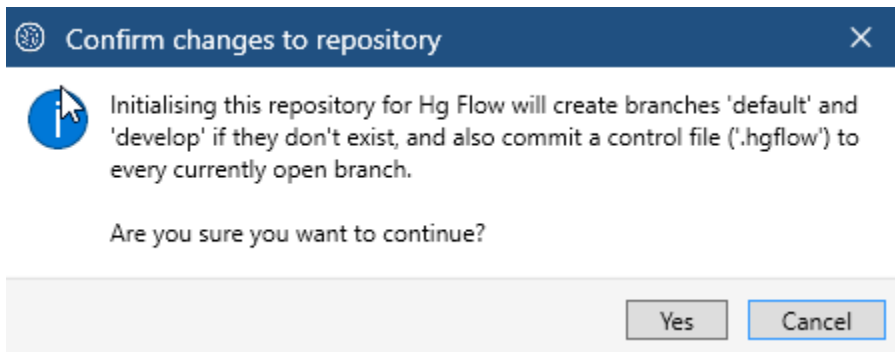 Confirm changes to repository
Initialising this repository for Hg Flow will create branches 'default' and
'develop' if they don't exist, and also commit a control file ('.hgflow') to
every currently open branch.
Are you sure you want to continue?
Yes
Cancel